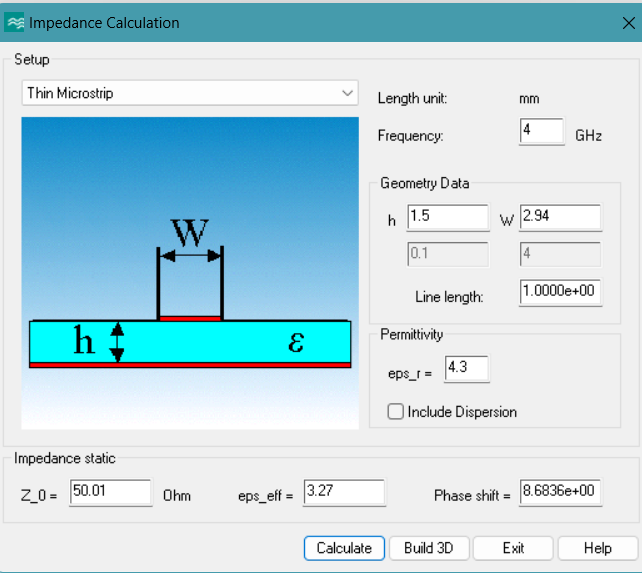 Impedance Calculation
Setup
Thin Microstrip
Length unit: mm
Frequency: 4 GHz
W
h ε
Geometry Data
h 1.5 W 2.94
0.1 4
Line length: 1.0000e+00
Permittivity
eps_r = 4.3
Include Dispersion
Impedance static
Z_0 = 50.01 Ohm eps_eff = 3.27 Phase shift = 8.6836e+00
Calculate Build 3D Exit Help